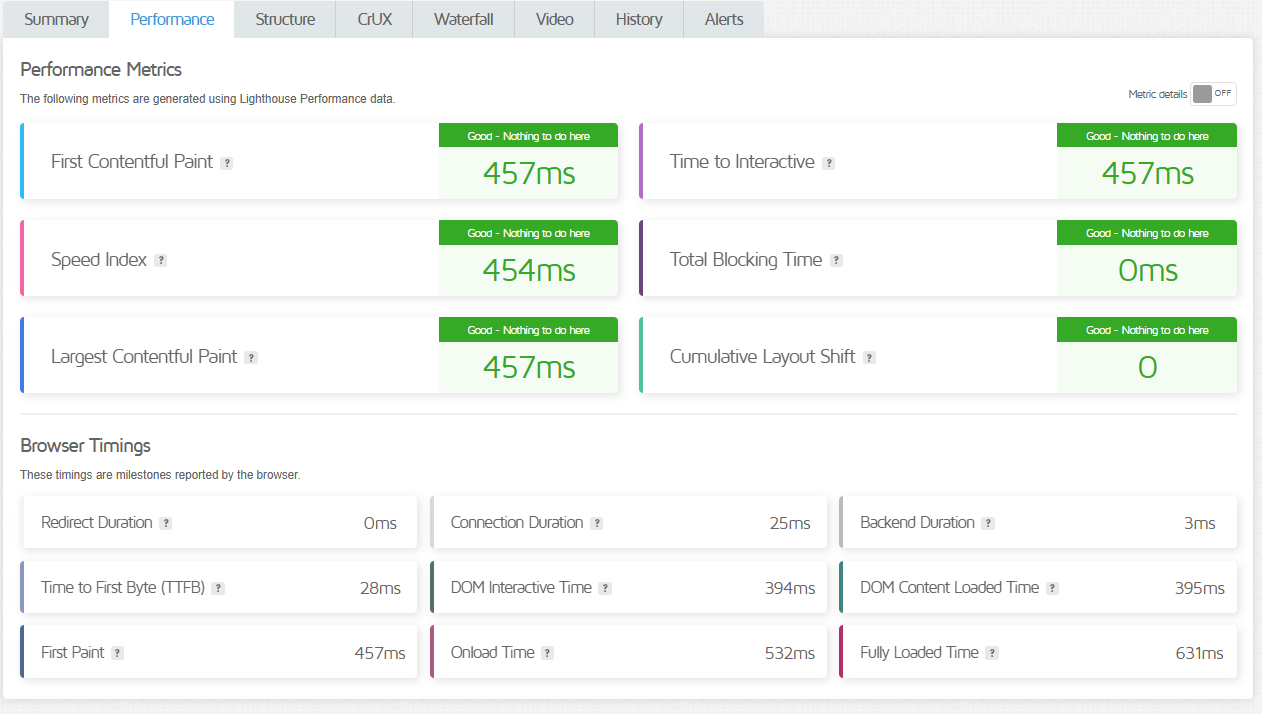 Summary Performance Structure CrUX Waterfall Video History Alerts
Performance Metrics
The following metrics are generated using Lighthouse Performance data.
Metric details OFF
First Contentful Paint ?
Good - Nothing to do here
457ms
Time to Interactive ?
Good - Nothing to do here
457ms
Speed Index ?
Good - Nothing to do here
454ms
Total Blocking Time ?
Good - Nothing to do here
0ms
Largest Contentful Paint ?
Good - Nothing to do here
457ms
Cumulative Layout Shift ?
Good - Nothing to do here
0
Browser Timings
These timings are milestones reported by the browser.
Redirect Duration ? 0ms
Connection Duration ? 25ms
Backend Duration ? 3ms
Time to First Byte (TTFB) ? 28ms
DOM Interactive Time ? 394ms
DOM Content Loaded Time ? 395ms
First Paint ? 457ms
Onload Time ? 532ms
Fully Loaded Time ? 631ms